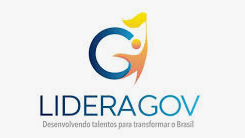 LIDERAGOV
Desenvolvendo talentos para transformar o Brasil